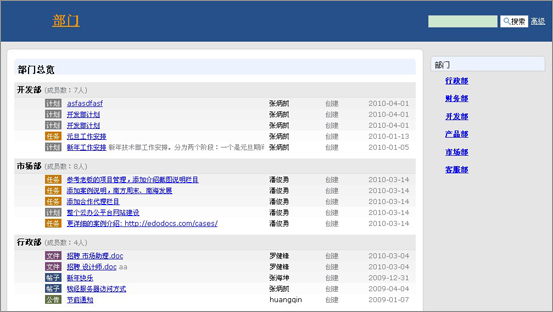 部门
搜索 高级
部门总览
开发部 (成员数：7人)
计划 asfasdfasf 张炳凯 创建 2010-04-01
计划 开发部计划 张炳凯 创建 2010-04-01
计划 开发部计划 张炳凯 创建 2010-04-01
任务 元旦工作安排 张炳凯 创建 2010-01-13
计划 新年工作安排 新年技术部工作安排。分为两个阶段：一个是元旦期间 张炳凯 创建 2010-01-05
市场部 (成员数：8人)
任务 参考老板的项目管理，添加介绍截图说明栏目 潘俊勇 创建 2010-03-14
任务 添加案例说明，南方周末、南海发展 潘俊勇 创建 2010-03-14
任务 添加合作代理栏目 潘俊勇 创建 2010-03-14
计划 整个云办公平台网站建设 潘俊勇 创建 2010-03-14
任务 更详细的案例介绍: http://edodocs.com/cases/ 潘俊勇 创建 2010-03-14
行政部 (成员数：4人)
文件 招聘 市场助理.doc 罗健锋 创建 2010-03-04
文件 招聘 设计师.doc aa 罗健锋 创建 2010-03-04
帖子 新年快乐 张海坤 创建 2009-12-31
帖子 钱经服务器访问方式 张炳凯 创建 2009-04-04
公告 节前通知 huangqin 创建 2009-01-07
部门
行政部
财务部
开发部
产品部
市场部
客服部